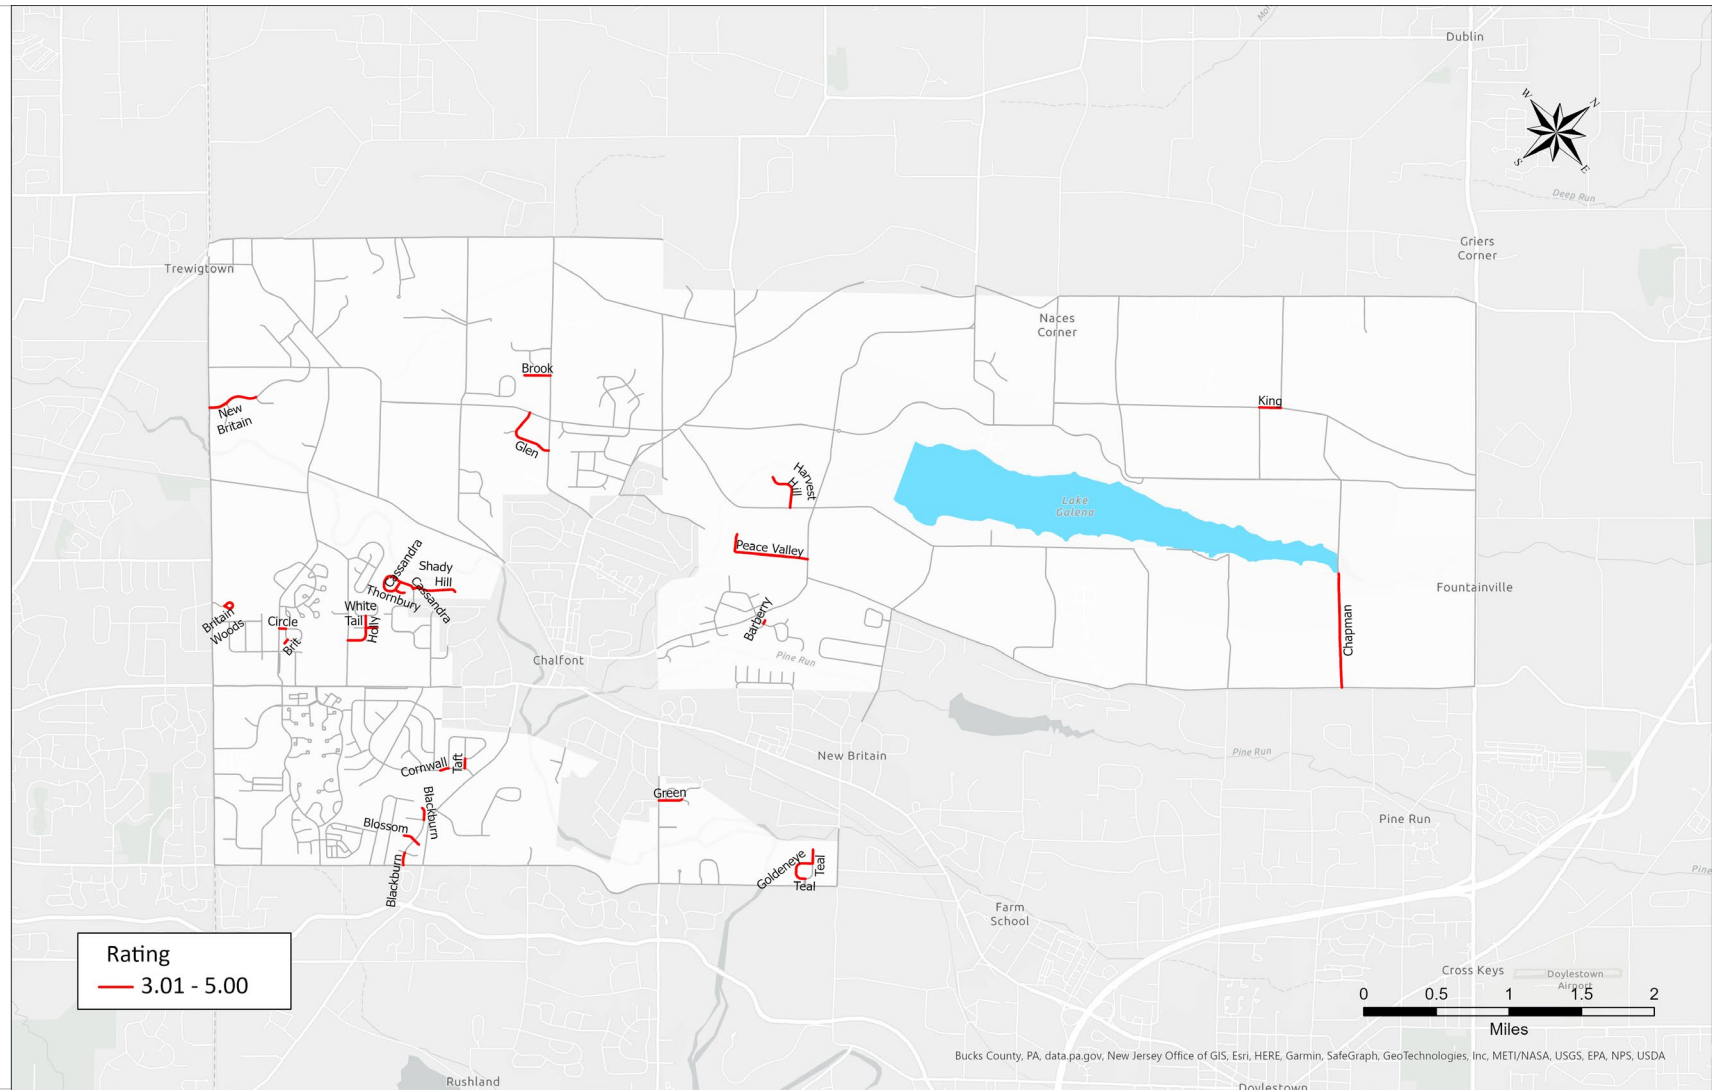 Dublin
W
N
S
E
Deep Run
Griers
Corner
Trewigtown
Naces
Corner
Brook
King
New
Britain
Glen
Harvest
Hill
Lake
Galena
Peace Valley
Cassandra
Shady
Hill
Thornbury
Cassandra
Fountainville
White
Tail
Holly
Britain
Woods
Circle
Brit
Barberry
Chapman
Chalfont
Pine Run
New Britain
Pine Run
Cornwall
Taft
Green
Blackburn
Blossom
Pine Run
Blackburn
Goldeneye
Teal
Teal
Pine
Farm
School
Rating
3.01 - 5.00
Cross Keys
Doylestown
Airport
0 0.5 1 1.5 2
Miles
Bucks County, PA, data.pa.gov, New Jersey Office of GIS, Esri, HERE, Garmin, SafeGraph, GeoTechnologies, Inc, METI/NASA, USGS, EPA, NPS, USDA
Rushland
Doylestown